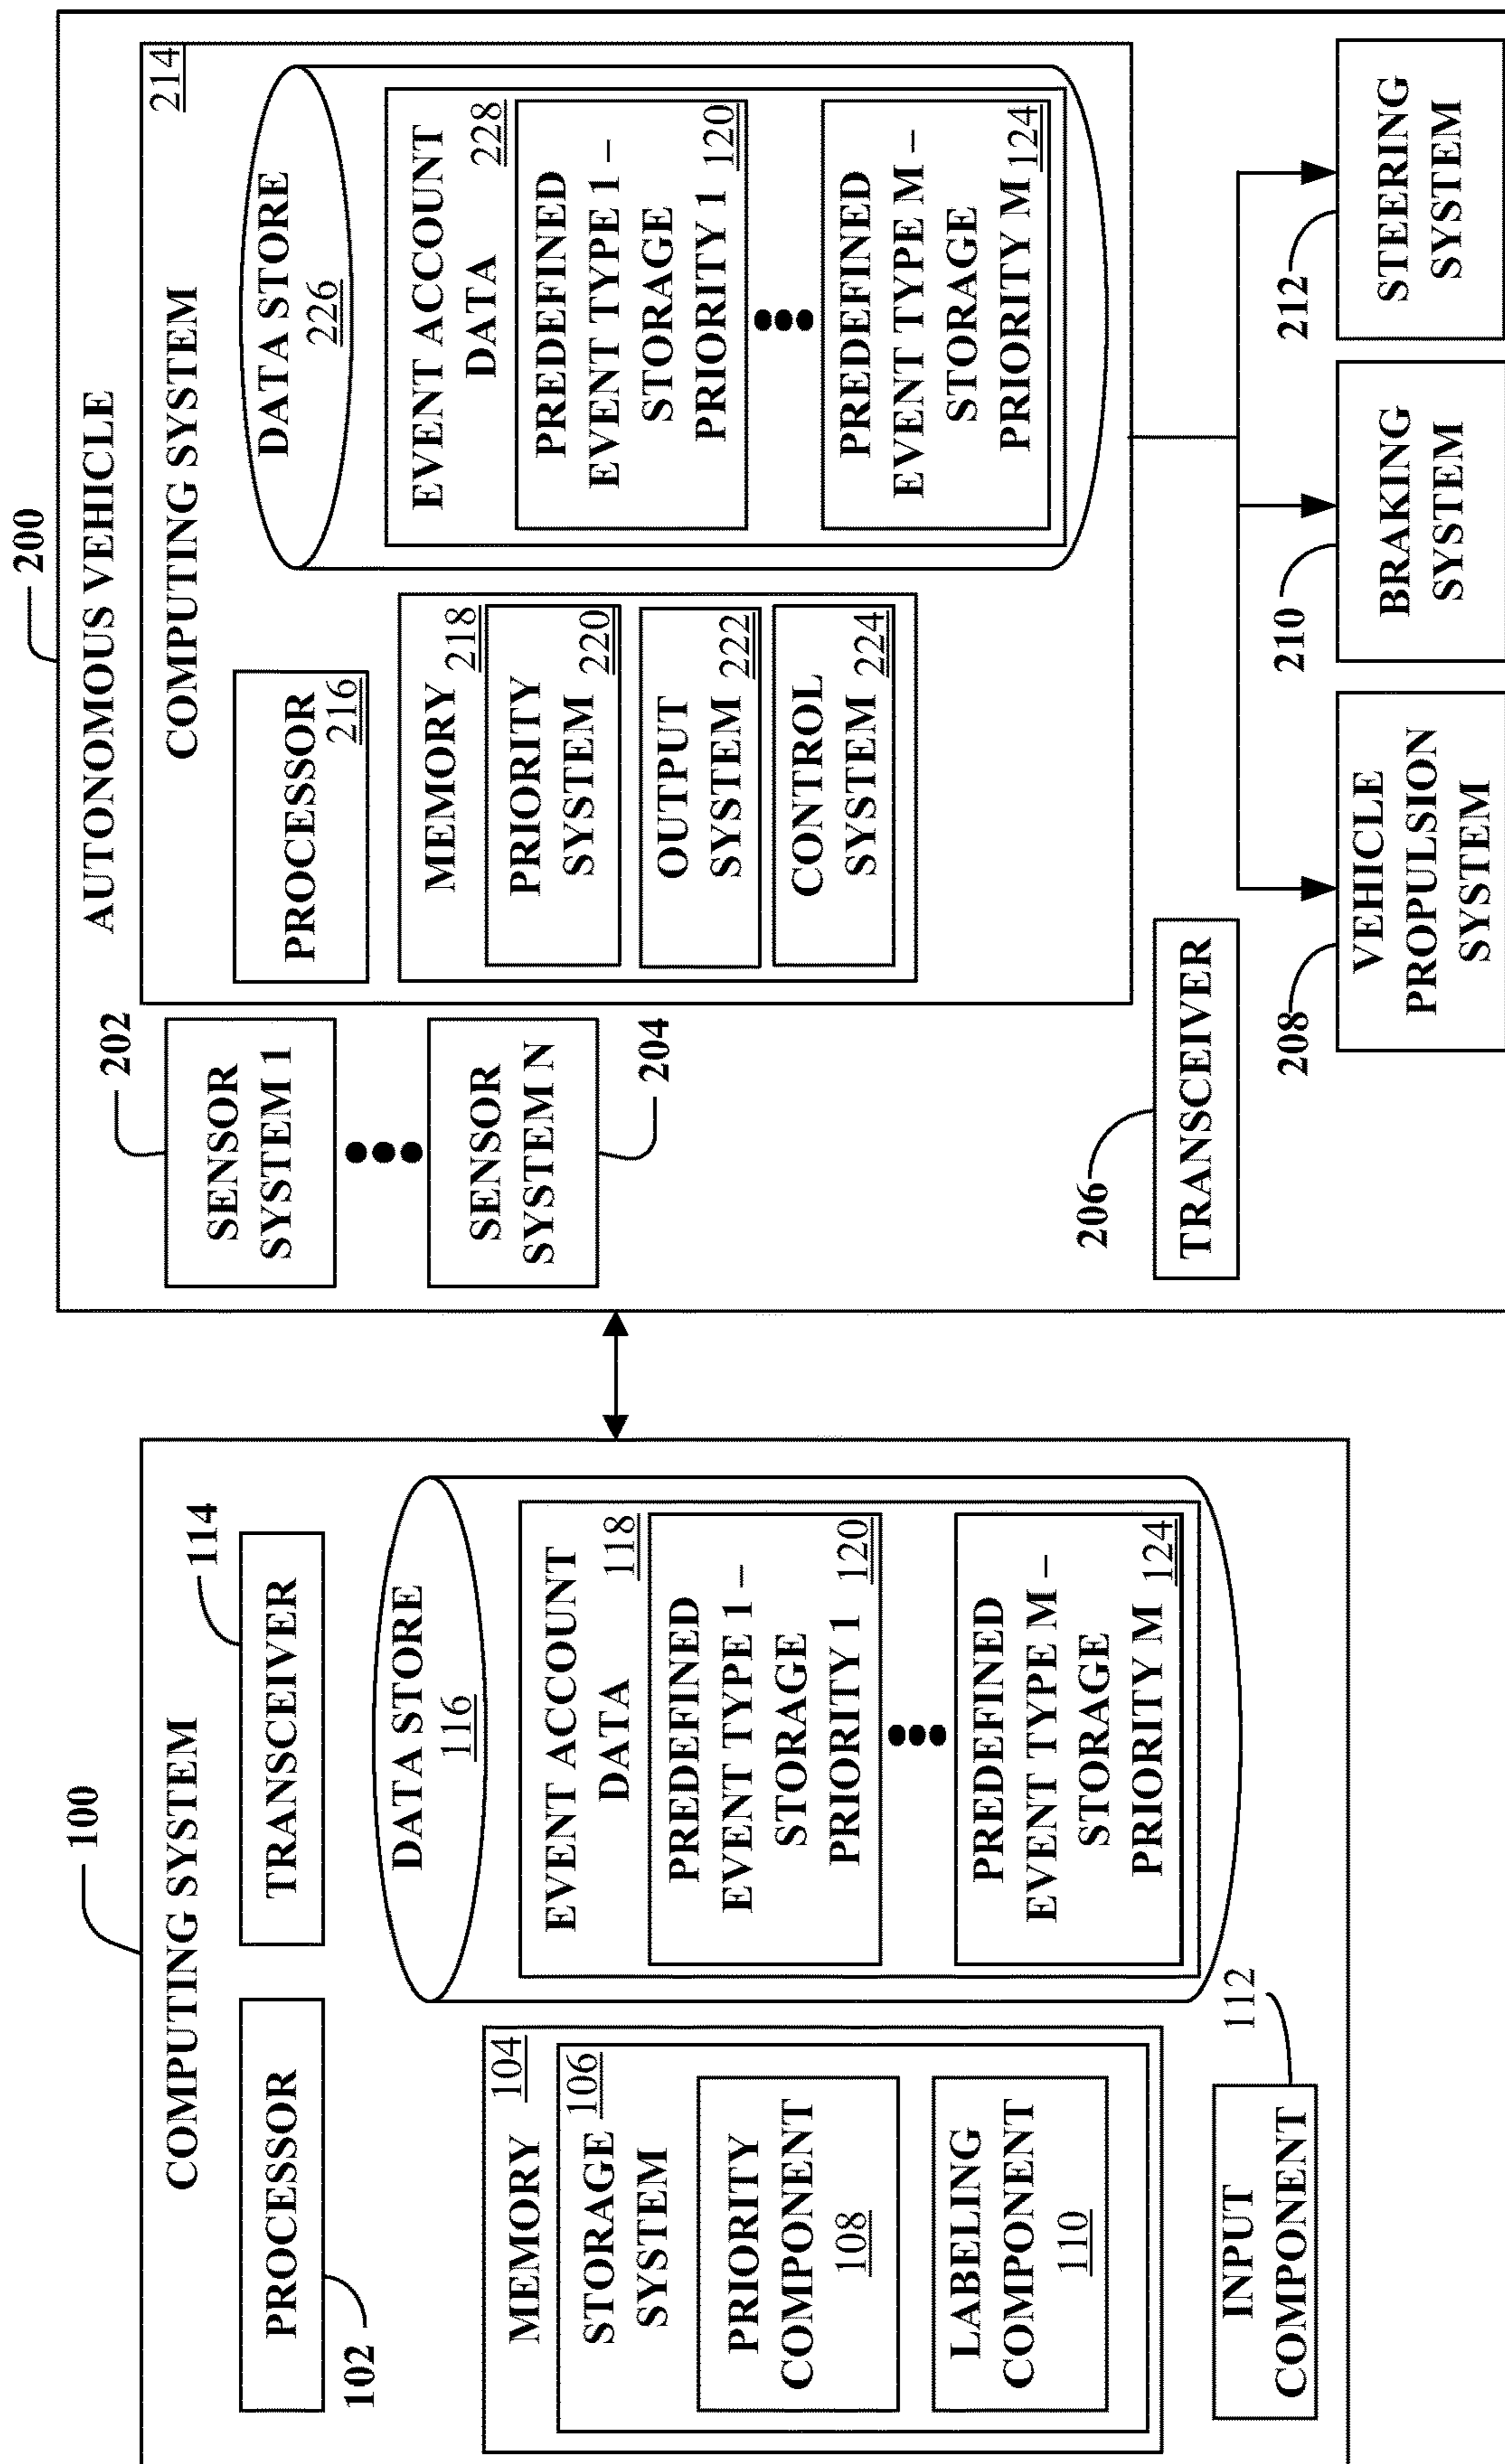 100
COMPUTING SYSTEM
PROCESSOR
102
TRANSCEIVER
114
MEMORY
104
STORAGE
106
SYSTEM
PRIORITY
COMPONENT
108
LABELING
COMPONENT
110
INPUT
COMPONENT
112
DATA STORE
116
EVENT ACCOUNT
DATA
118
PREDEFINED
EVENT TYPE 1 –
STORAGE
PRIORITY 1
120
PREDEFINED
EVENT TYPE M –
STORAGE
PRIORITY M
124
200
AUTONOMOUS VEHICLE
202
SENSOR
SYSTEM 1
SENSOR
SYSTEM N
204
COMPUTING SYSTEM
214
PROCESSOR
216
MEMORY
218
PRIORITY
SYSTEM
220
OUTPUT
SYSTEM
222
CONTROL
SYSTEM
224
DATA STORE
226
EVENT ACCOUNT
DATA
228
PREDEFINED
EVENT TYPE 1 –
STORAGE
PRIORITY 1
120
PREDEFINED
EVENT TYPE M –
STORAGE
PRIORITY M
124
206
TRANSCEIVER
208
VEHICLE
PROPULSION
SYSTEM
210
BRAKING
SYSTEM
212
STEERING
SYSTEM